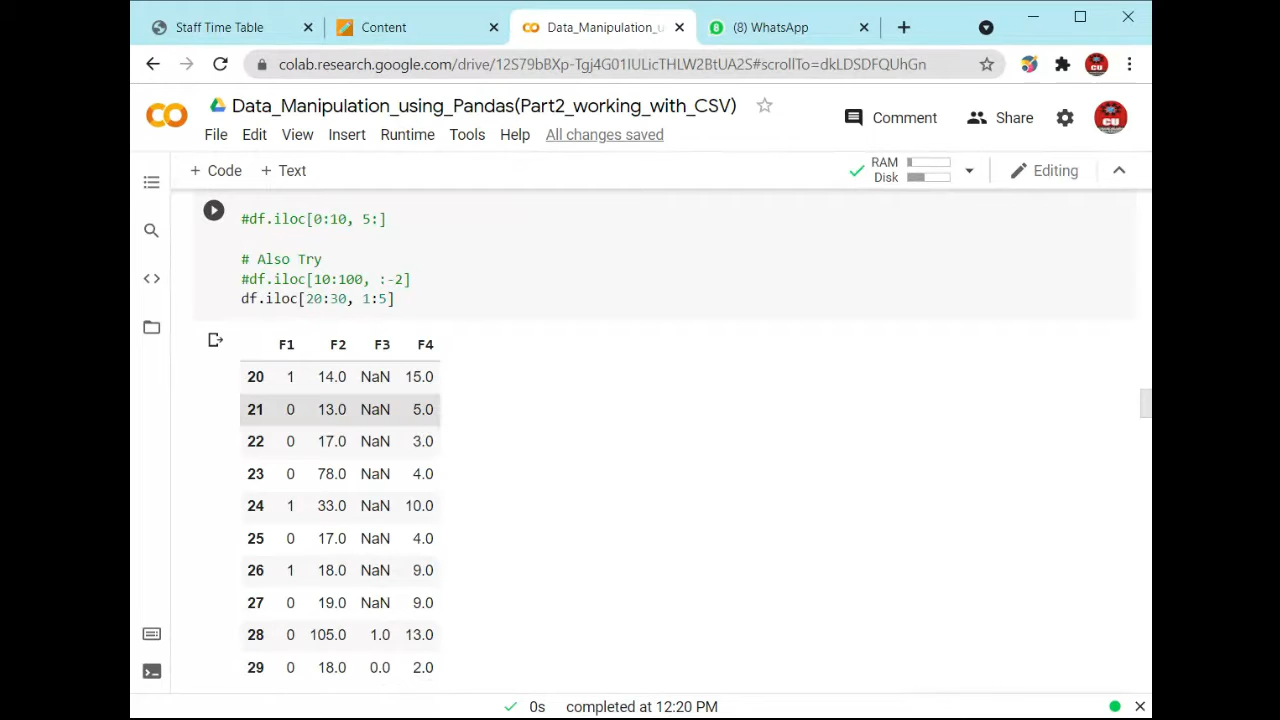 Staff Time Table
Content
Data_Manipulation_u
(8) WhatsApp
colab.research.google.com/drive/12S79bBXp-Tgj4G01IULicTHLW2BtUA2S#scrollTo=dkLDSDFQUhGn
Data_Manipulation_using_Pandas(Part2_working_with_CSV)
File Edit View Insert Runtime Tools Help All changes saved
Comment Share CU
+ Code + Text
RAM
Disk
Editing
#df.iloc[0:10, 5:]
# Also Try
#df.iloc[10:100, :-2]
df.iloc[20:30, 1:5]
F1 F2 F3 F4
20 1 14.0 NaN 15.0
21 0 13.0 NaN 5.0
22 0 17.0 NaN 3.0
23 0 78.0 NaN 4.0
24 1 33.0 NaN 10.0
25 0 17.0 NaN 4.0
26 1 18.0 NaN 9.0
27 0 19.0 NaN 9.0
28 0 105.0 1.0 13.0
29 0 18.0 0.0 2.0
0s completed at 12:20 PM